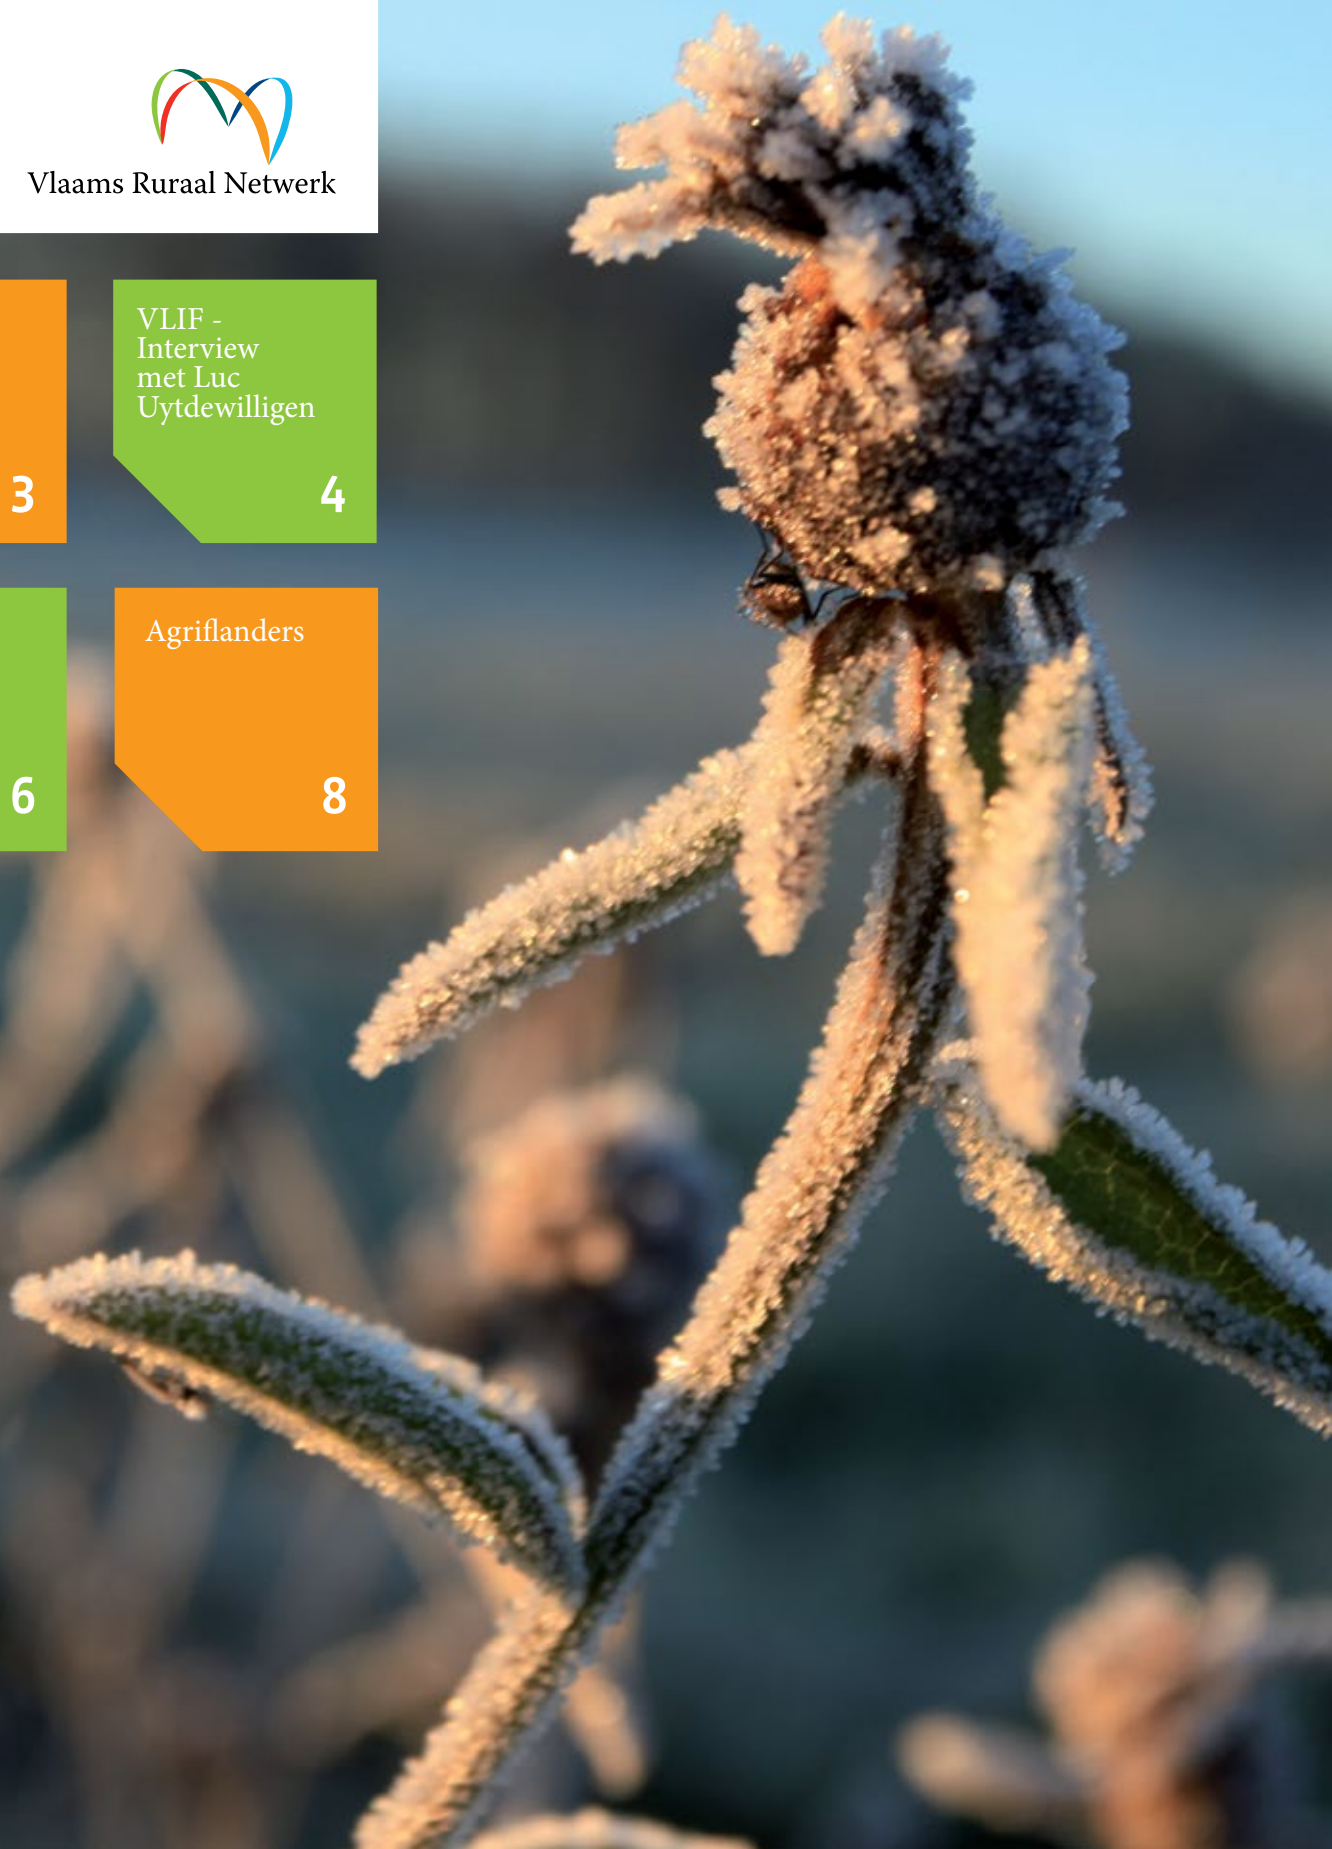 Vlaams Ruraal Netwerk
3
VLIF -
Interview
met Luc
Uytdewilligen
4
6
Agriflanders
8